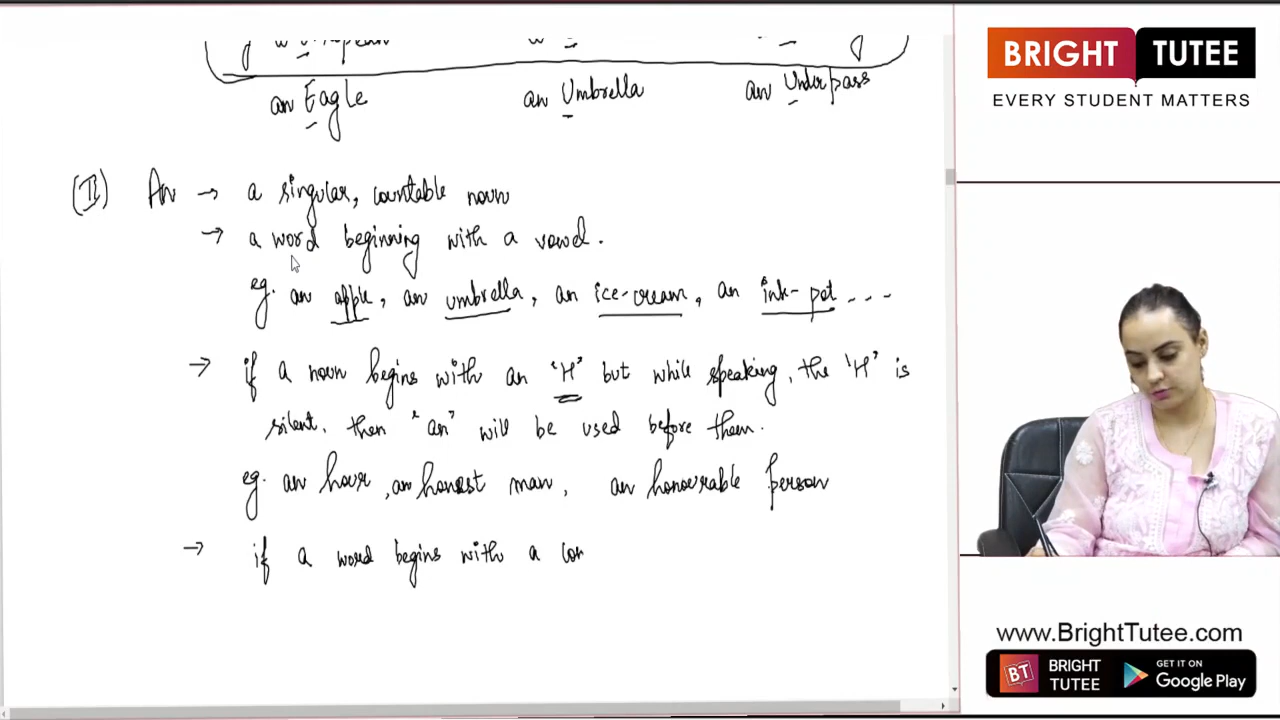 an Eagle an Umbrella an Underpass
(II) An → a singular, countable noun
→ a word beginning with a vowel.
eg. an apple, an umbrella, an ice-cream, an ink-pot ...
→ if a noun begins with an 'H' but while speaking, the 'H' is
silent, then "an" will be used before them.
eg. an hour, an honest man, an honourable person
→ if a word begins with a con
BRIGHT TUTEE
EVERY STUDENT MATTERS
www.BrightTutee.com
BT BRIGHT TUTEE GET IT ON Google Play